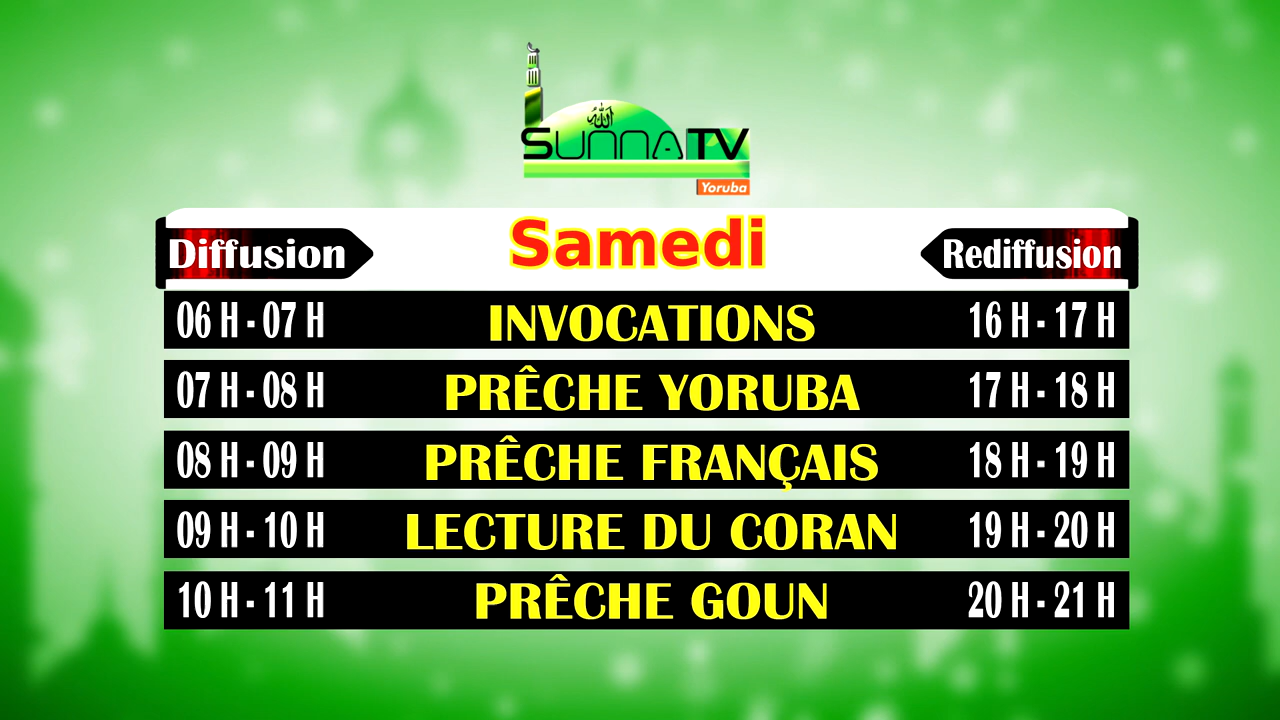 الله
SUNNA TV
Yoruba
Diffusion Samedi Rediffusion
06 H - 07 H INVOCATIONS 16 H - 17 H
07 H - 08 H PRÊCHE YORUBA 17 H - 18 H
08 H - 09 H PRÊCHE FRANÇAIS 18 H - 19 H
09 H - 10 H LECTURE DU CORAN 19 H - 20 H
10 H - 11 H PRÊCHE GOUN 20 H - 21 H